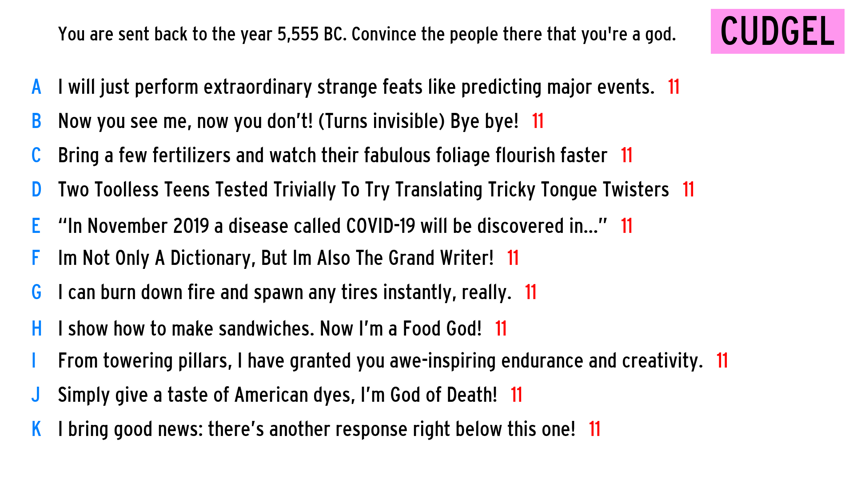 You are sent back to the year 5,555 BC. Convince the people there that you're a god.
CUDGEL
A I will just perform extraordinary strange feats like predicting major events. 11
B Now you see me, now you don’t! (Turns invisible) Bye bye! 11
C Bring a few fertilizers and watch their fabulous foliage flourish faster 11
D Two Toolless Teens Tested Trivially To Try Translating Tricky Tongue Twisters 11
E “In November 2019 a disease called COVID-19 will be discovered in...” 11
F Im Not Only A Dictionary, But Im Also The Grand Writer! 11
G I can burn down fire and spawn any tires instantly, really. 11
H I show how to make sandwiches. Now I’m a Food God! 11
I From towering pillars, I have granted you awe-inspiring endurance and creativity. 11
J Simply give a taste of American dyes, I’m God of Death! 11
K I bring good news: there’s another response right below this one! 11